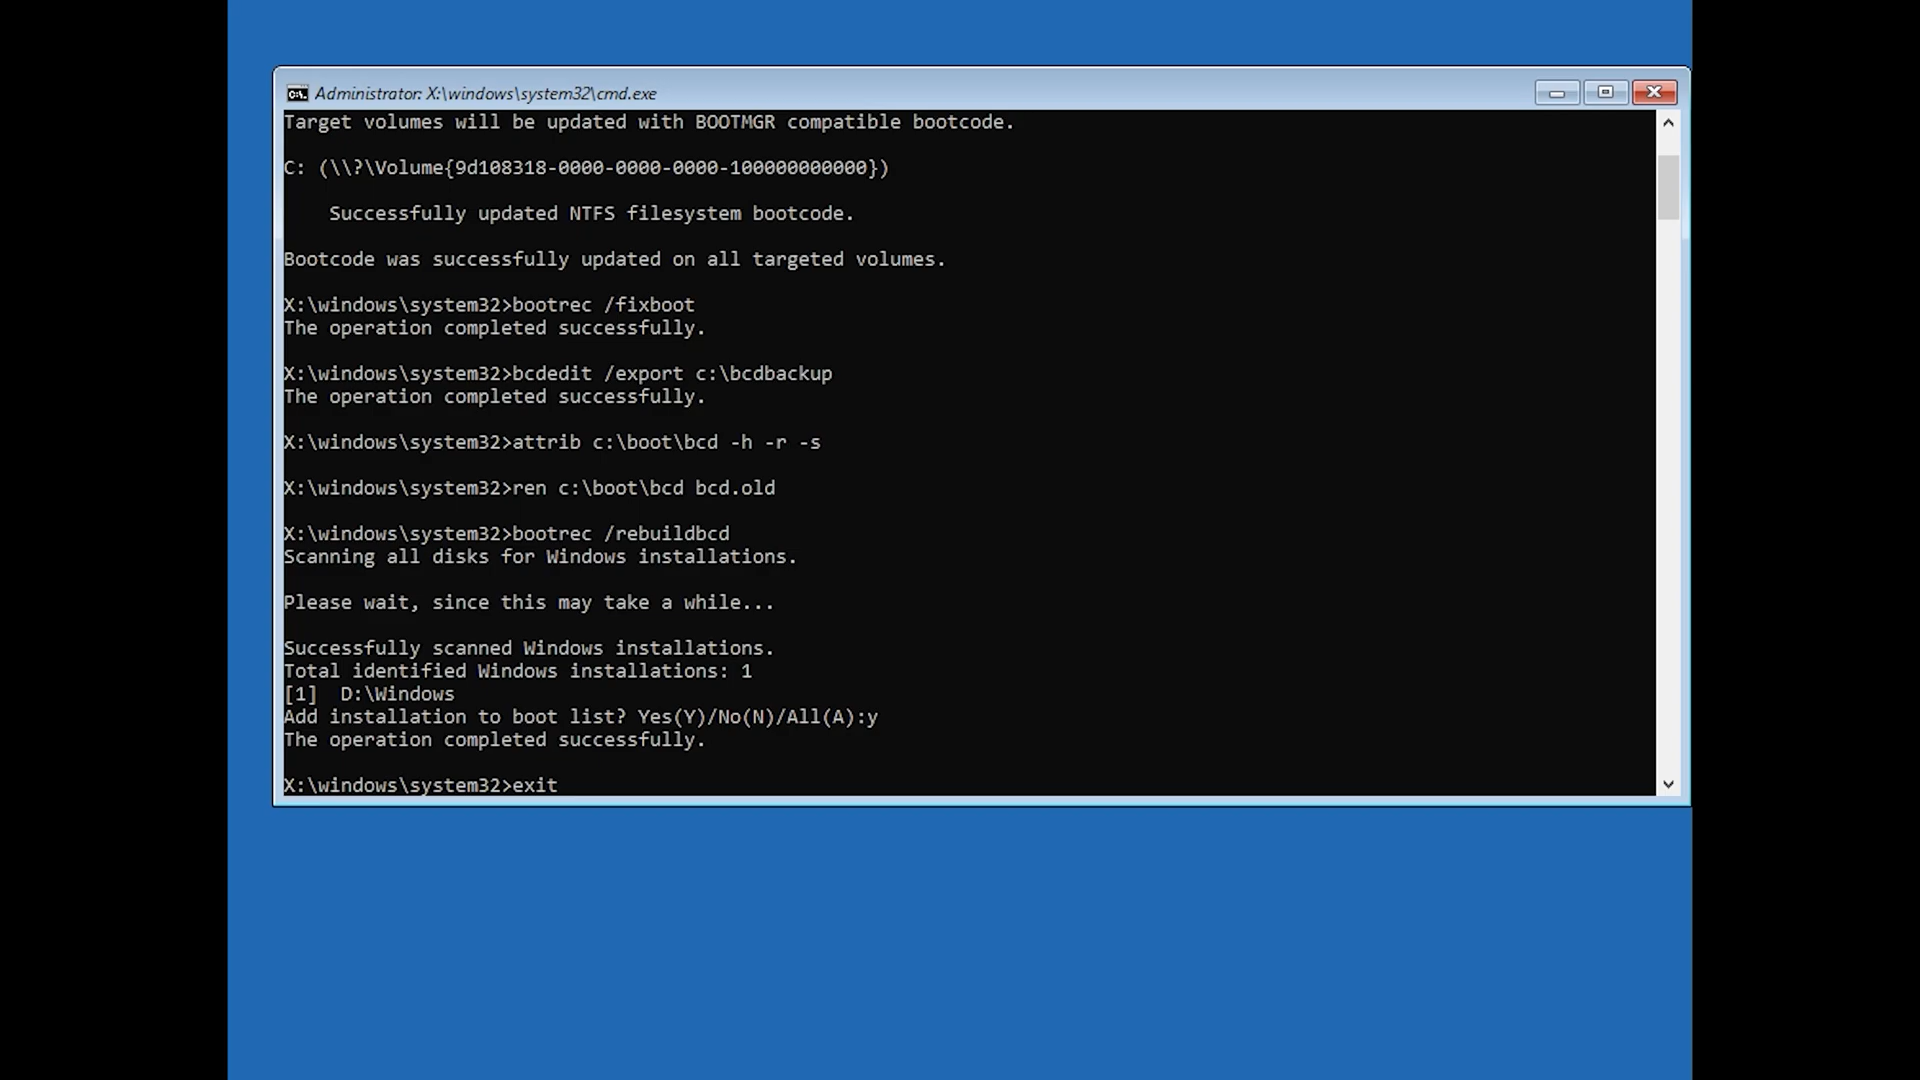 Administrator: X:\windows\system32\cmd.exe
Target volumes will be updated with BOOTMGR compatible bootcode.
C: (\\?\Volume{9d108318-0000-0000-0000-100000000000})
Successfully updated NTFS filesystem bootcode.
Bootcode was successfully updated on all targeted volumes.
X:\windows\system32>bootrec /fixboot
The operation completed successfully.
X:\windows\system32>bcdedit /export c:\bcdbackup
The operation completed successfully.
X:\windows\system32>attrib c:\boot\bcd -h -r -s
X:\windows\system32>ren c:\boot\bcd bcd.old
X:\windows\system32>bootrec /rebuildbcd
Scanning all disks for Windows installations.
Please wait, since this may take a while...
Successfully scanned Windows installations.
Total identified Windows installations: 1
[1]  D:\Windows
Add installation to boot list? Yes(Y)/No(N)/All(A):y
The operation completed successfully.
X:\windows\system32>exit